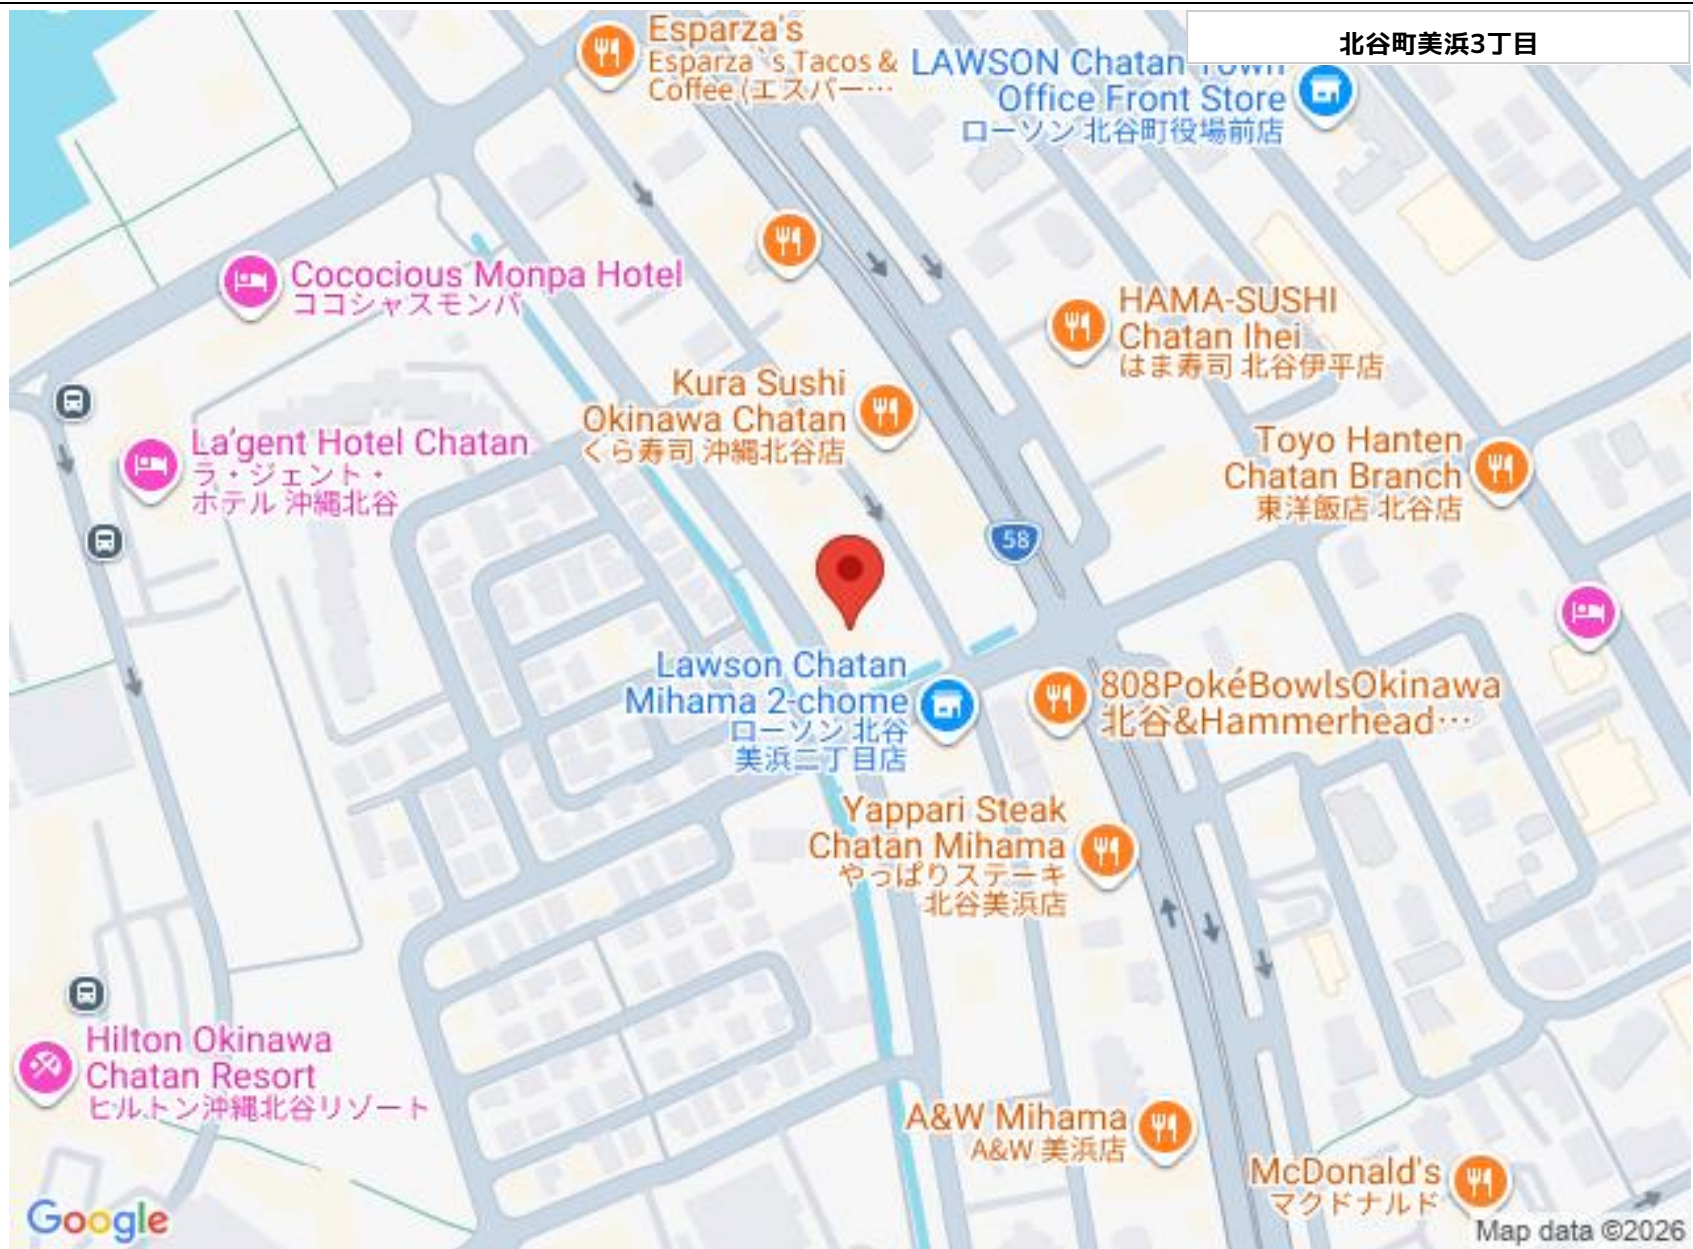 北谷町美浜3丁目
Esparza's
Esparza`s Tacos &
Coffee (エスパー…
LAWSON Chatan Town
Office Front Store
ローソン 北谷町役場前店
Cococious Monpa Hotel
ココシャスモンパ
HAMA-SUSHI
Chatan Ihei
はま寿司 北谷伊平店
Kura Sushi
Okinawa Chatan
くら寿司 沖縄北谷店
La'gent Hotel Chatan
ラ・ジェント・
ホテル 沖縄北谷
Toyo Hanten
Chatan Branch
東洋飯店 北谷店
58
Lawson Chatan
Mihama 2-chome
ローソン 北谷
美浜二丁目店
808PokéBowlsOkinawa
北谷&Hammerhead…
Yappari Steak
Chatan Mihama
やっぱりステーキ
北谷美浜店
Hilton Okinawa
Chatan Resort
ヒルトン沖縄北谷リゾート
A&W Mihama
A&W 美浜店
McDonald's
マクドナルド
Google
Map data ©2026